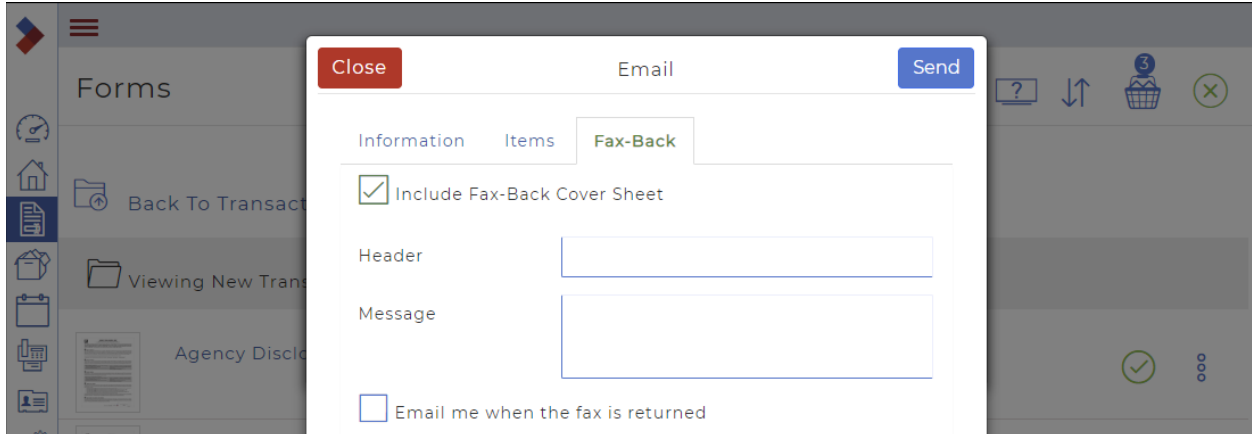 Close
Email
Send
Forms
?
3
Information
Items
Fax-Back
Include Fax-Back Cover Sheet
Back To Transact
Header
Viewing New Trans
Message
Agency Disclo
Email me when the fax is returned